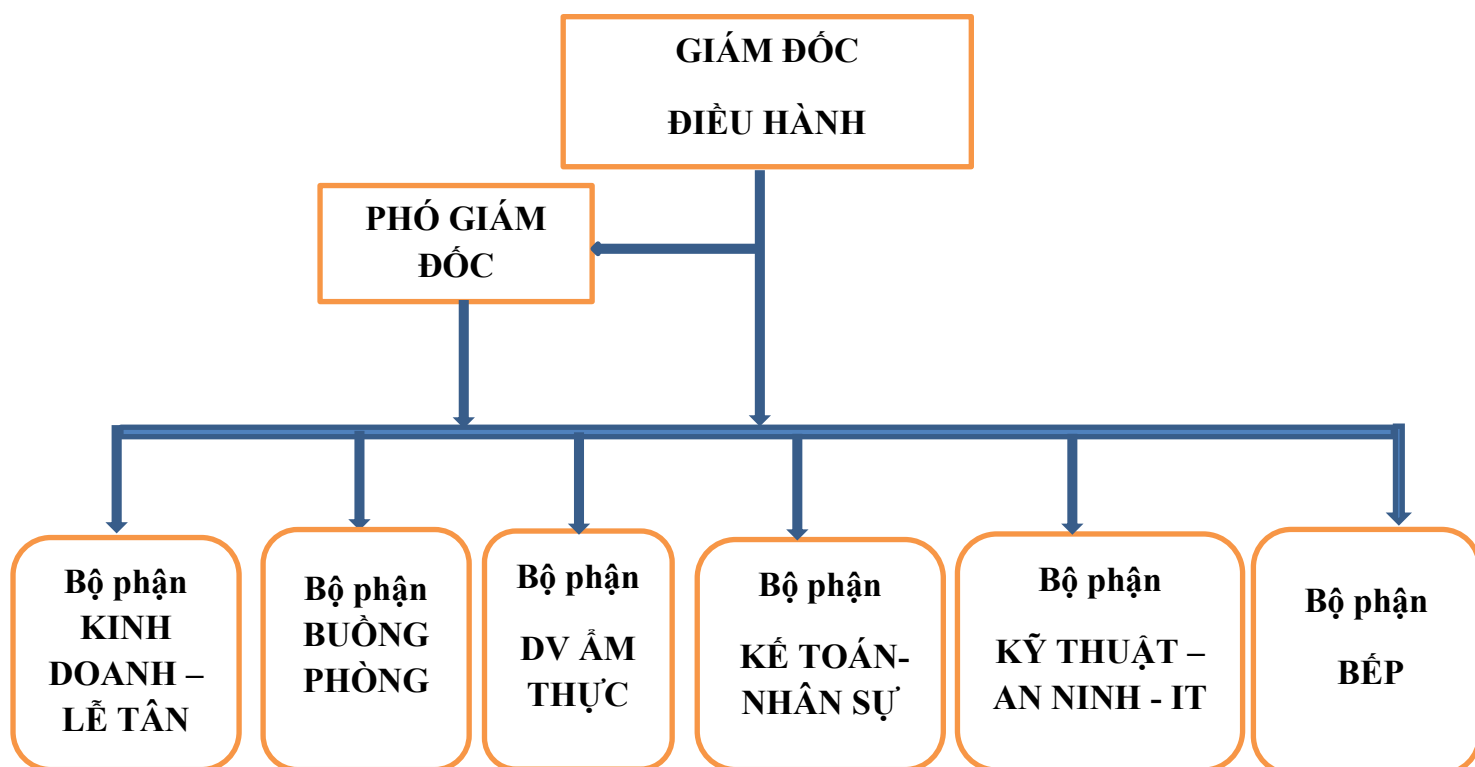 GIÁM ĐỐC
ĐIỀU HÀNH
PHÓ GIÁM
ĐỐC
Bộ phận
KINH
DOANH –
LỄ TÂN
Bộ phận
BUỒNG
PHÒNG
Bộ phận
DV ẨM
THỰC
Bộ phận
KẾ TOÁN-
NHÂN SỰ
Bộ phận
KỸ THUẬT –
AN NINH - IT
Bộ phận
BẾP